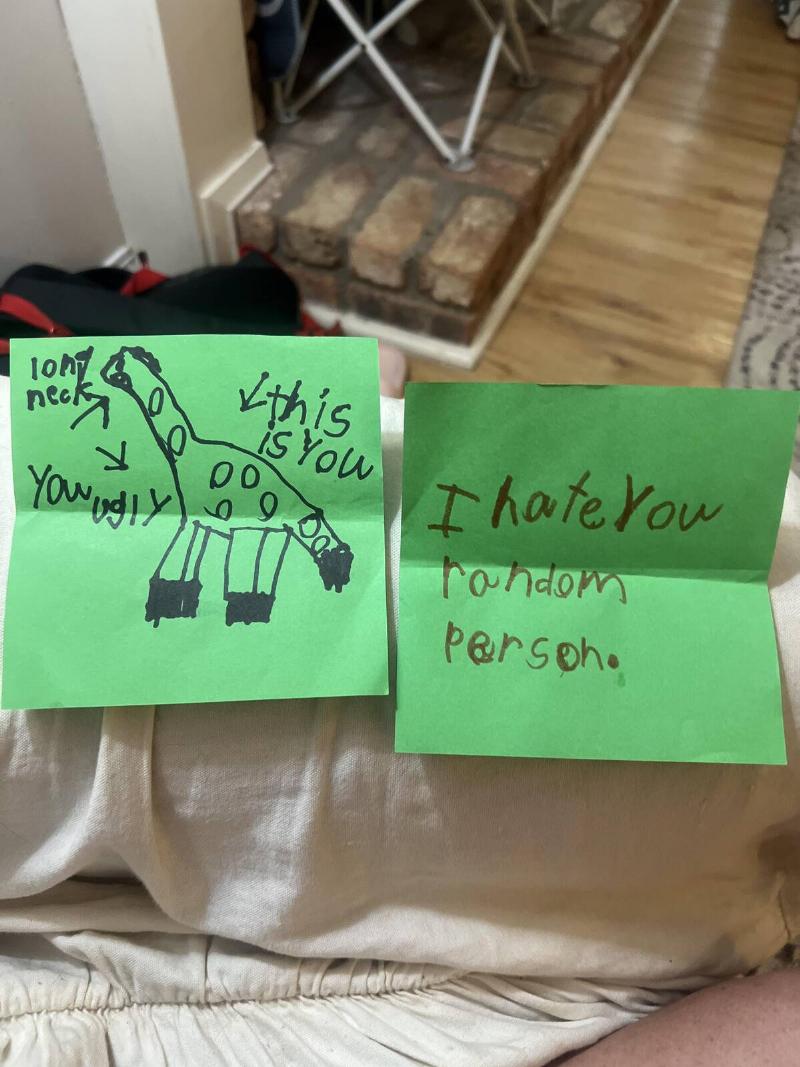 long
neck
this
is You
You ugly
I hate You
random
person.